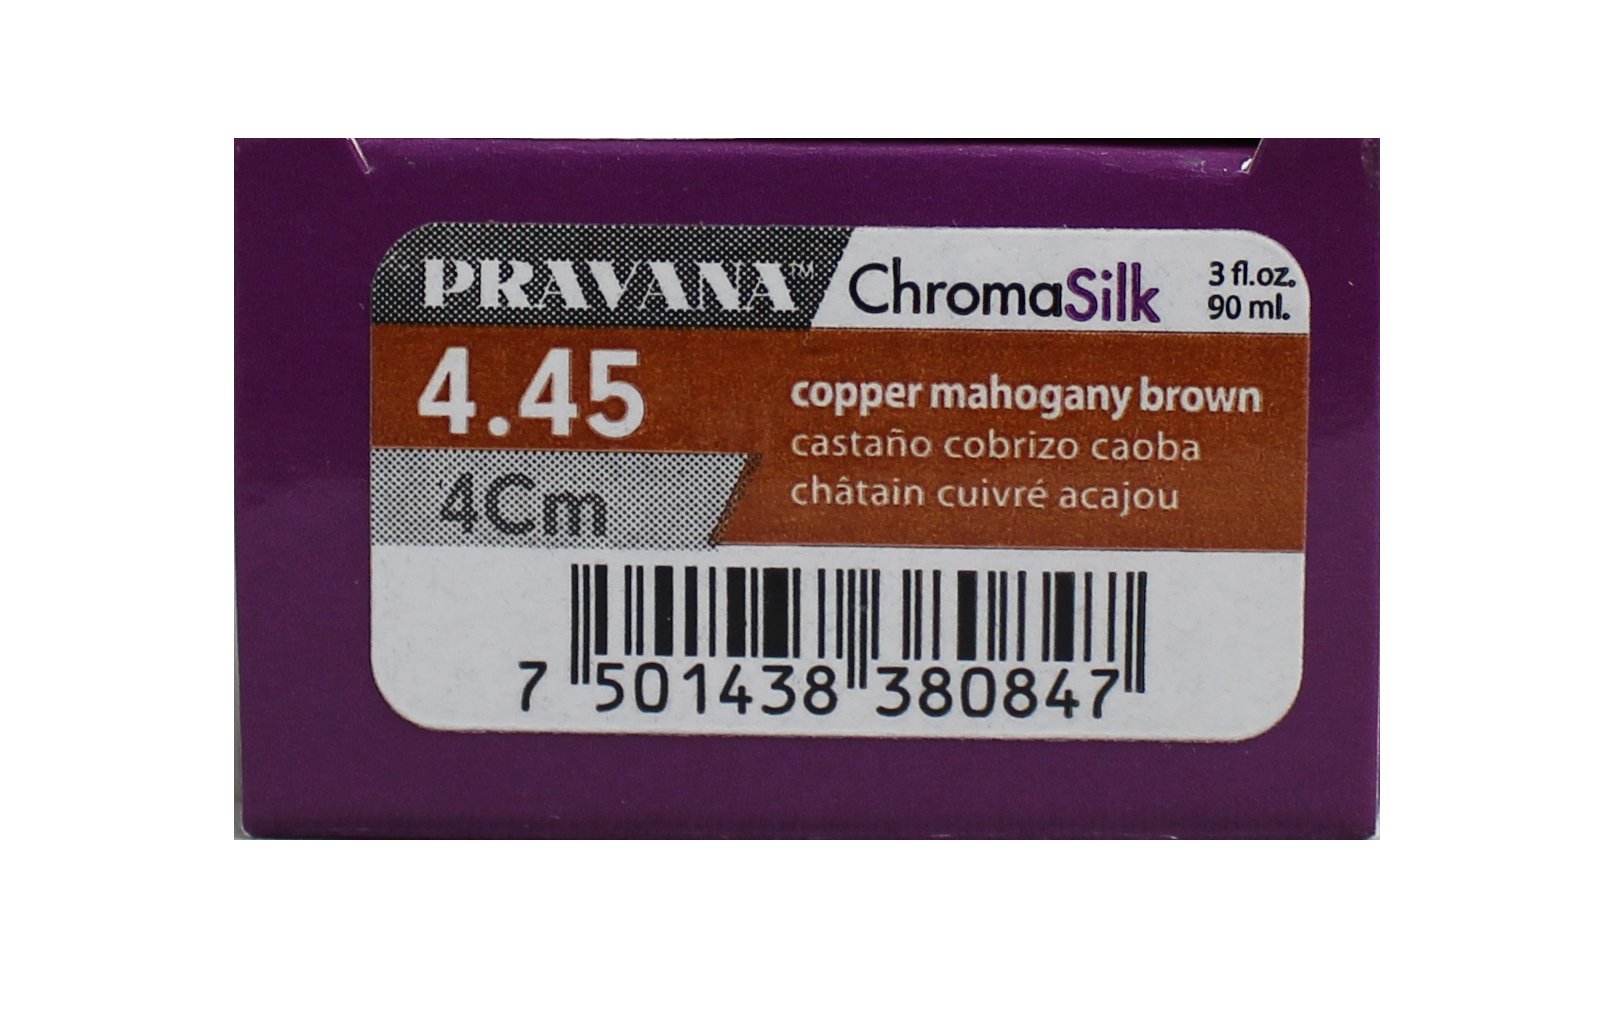 PRAVANA™ ChromaSilk 3 fl.oz.
90 ml.
4.45
copper mahogany brown
castaño cobrizo caoba
châtain cuivré acajou
4Cm
7 501438 380847